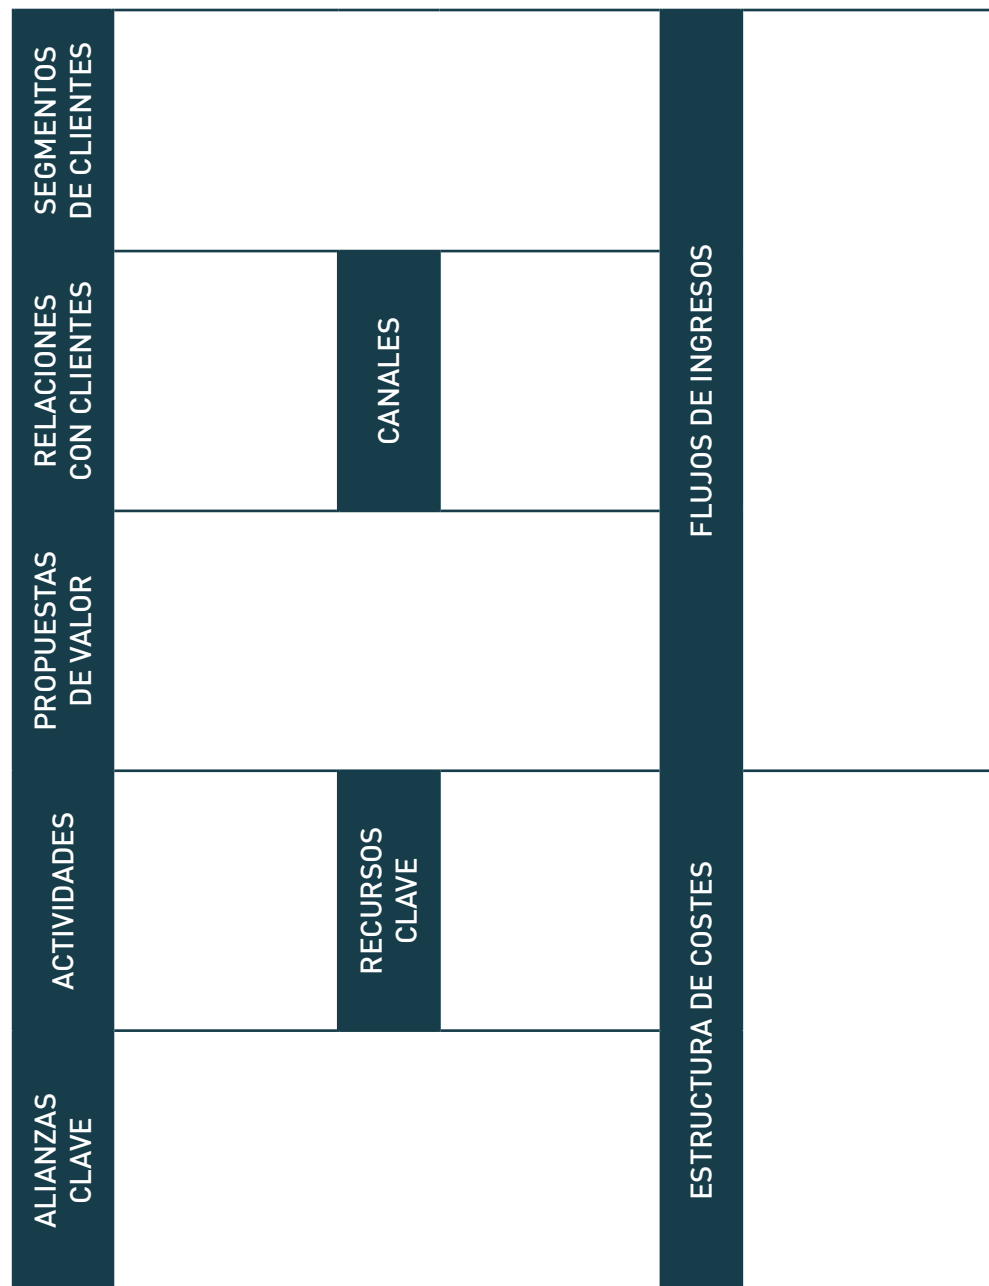 ALIANZAS
CLAVE
ACTIVIDADES
PROPUESTAS
DE VALOR
RELACIONES
CON CLIENTES
SEGMENTOS
DE CLIENTES
RECURSOS
CLAVE
CANALES
ESTRUCTURA DE COSTES
FLUJOS DE INGRESOS